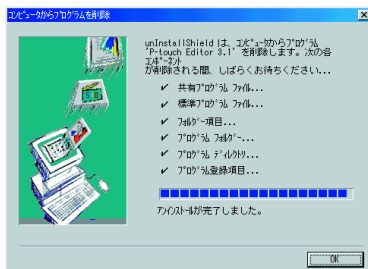 コンピュータからプログラムを削除
unInstallShield は、コンピュータからプログラム
'P-touch Editor 3.1' を削除します。次の各
コンポーネント
が削除される間、しばらくお待ちください...
✔ 共有プログラム ファイル...
✔ 標準プログラム ファイル...
✔ フォルダー項目...
✔ プログラム フォルダー...
✔ プログラム ディレクトリ...
✔ プログラム登録項目...
アンインストールが完了しました。
OK